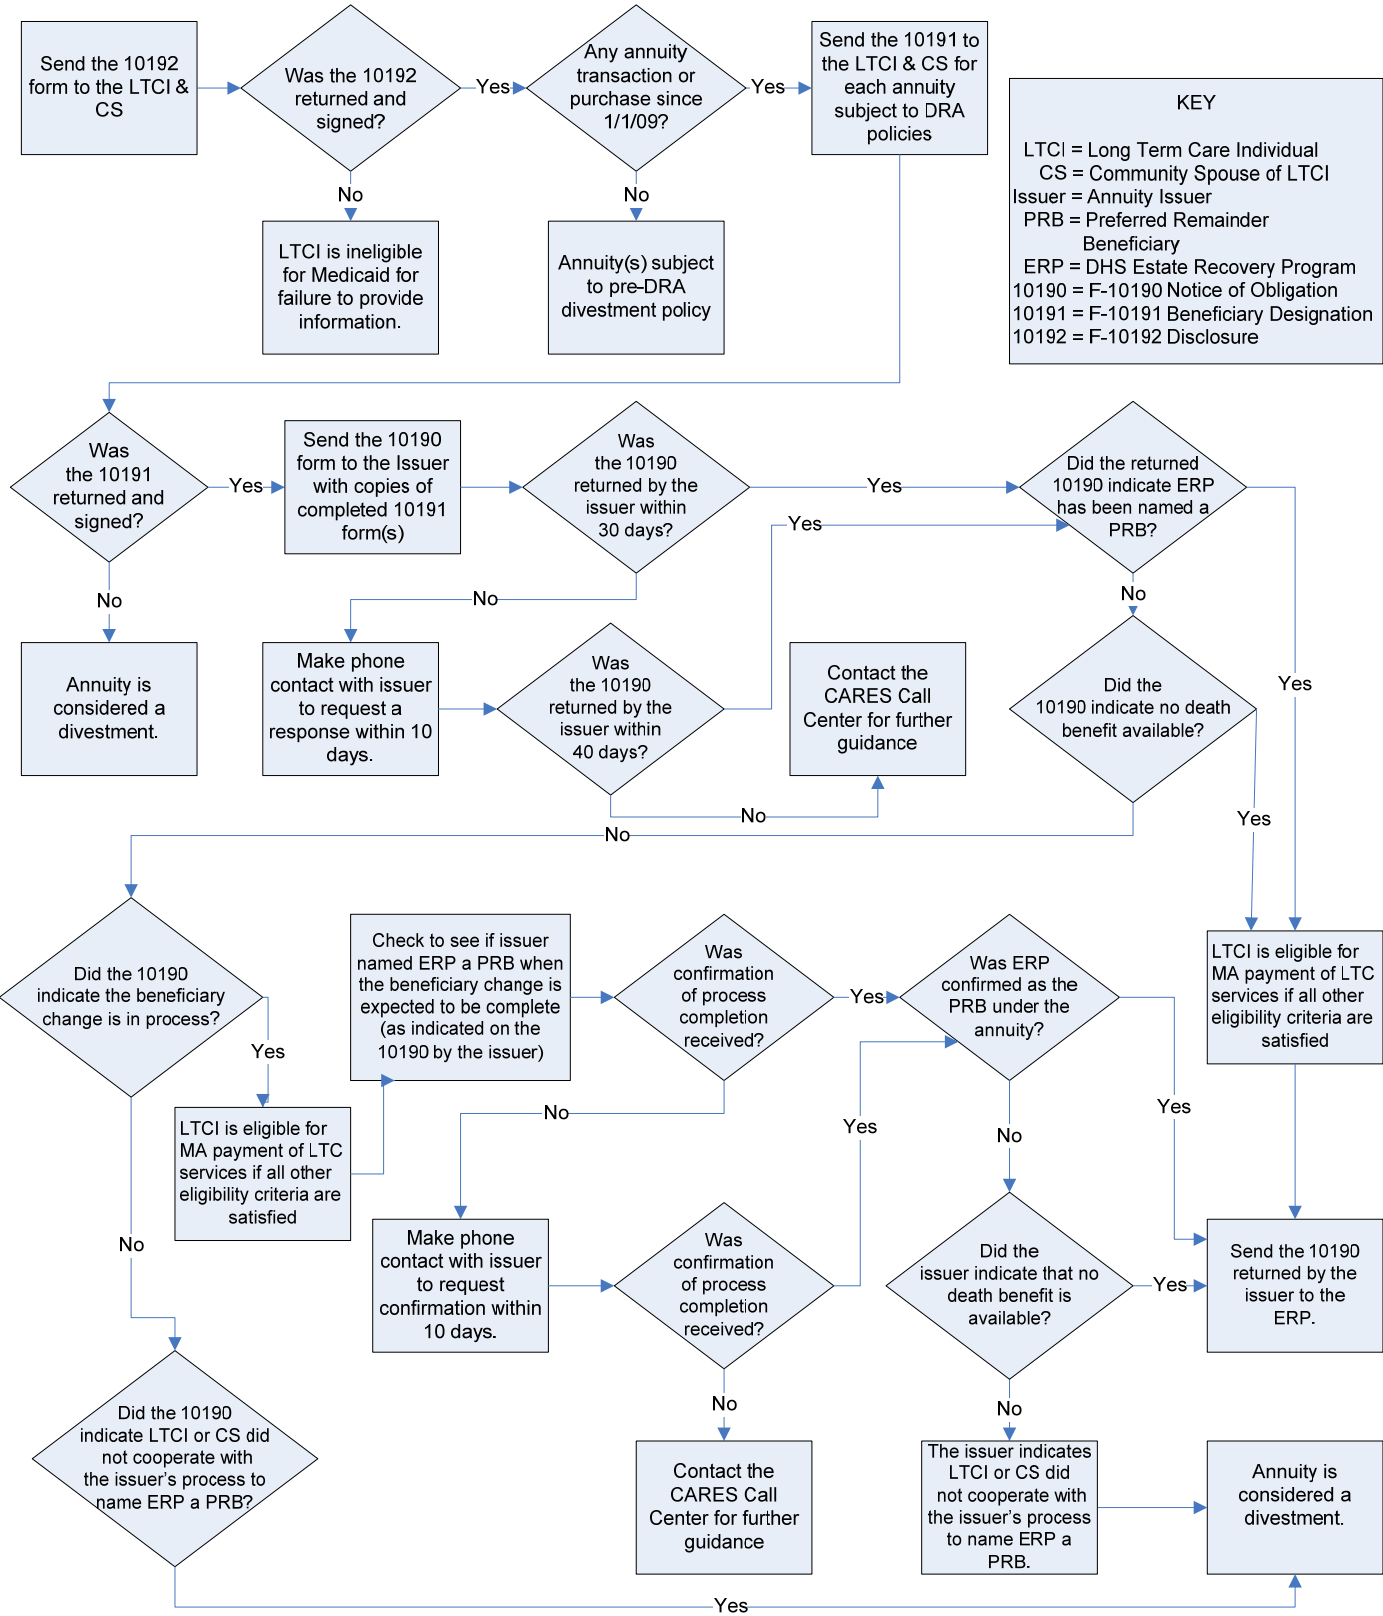 Send the 10192
form to the LTCI &
CS
Was the 10192
returned and
signed?
Yes
Any annuity
transaction or
purchase since
1/1/09?
Yes
Send the 10191 to
the LTCI & CS for
each annuity
subject to DRA
policies
KEY
LTCI = Long Term Care Individual
CS = Community Spouse of LTCI
Issuer = Annuity Issuer
PRB = Preferred Remainder
Beneficiary
ERP = DHS Estate Recovery Program
10190 = F-10190 Notice of Obligation
10191 = F-10191 Beneficiary Designation
10192 = F-10192 Disclosure
No
No
LTCI is ineligible
for Medicaid for
failure to provide
information.
Annuity(s) subject
to pre-DRA
divestment policy
Was
the 10191
returned and
signed?
Yes
Send the 10190
form to the Issuer
with copies of
completed 10191
form(s)
Was
the 10190
returned by the
issuer within
30 days?
Yes
Did the returned
10190 indicate ERP
has been named a
PRB?
Yes
No
No
No
Yes
Annuity is
considered a
divestment.
Make phone
contact with issuer
to request a
response within 10
days.
Was
the 10190
returned by the
issuer within
40 days?
Contact the
CARES Call
Center for further
guidance
Did the
10190 indicate no death
benefit available?
No
Yes
No
Did the 10190
indicate the beneficiary
change is in process?
Yes
Check to see if issuer
named ERP a PRB when
the beneficiary change is
expected to be complete
(as indicated on the
10190 by the issuer)
Was
confirmation
of process
completion
received?
Yes
Was ERP
confirmed as the
PRB under the
annuity?
LTCI is eligible for
MA payment of LTC
services if all other
eligibility criteria are
satisfied
No
Yes
Yes
No
LTCI is eligible for
MA payment of LTC
services if all other
eligibility criteria are
satisfied
No
Make phone
contact with issuer
to request
confirmation within
10 days.
Was
confirmation
of process
completion
received?
Did the
issuer indicate that no
death benefit is
available?
Yes
Send the 10190
returned by the
issuer to the
ERP.
No
No
Did the 10190
indicate LTCI or CS did
not cooperate with
the issuer's process to
name ERP a PRB?
Contact the
CARES Call
Center for further
guidance
The issuer indicates
LTCI or CS did
not cooperate with
the issuer's process
to name ERP a
PRB.
Annuity is
considered a
divestment.
Yes